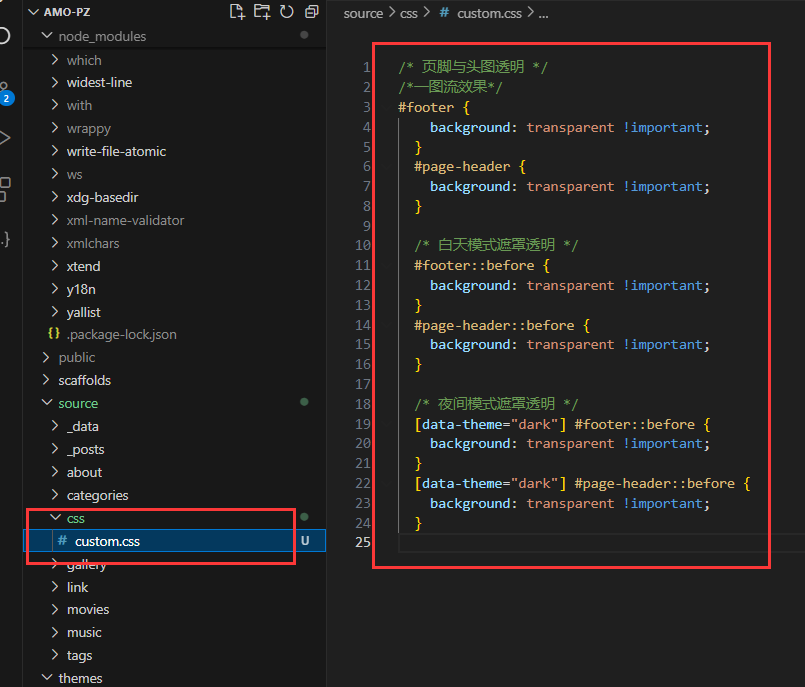 AMO-PZ
node_modules
which
widest-line
with
wrappy
write-file-atomic
ws
xdg-basedir
xml-name-validator
xmlchars
xtend
y18n
yallist
{} .package-lock.json
public
scaffolds
source
_data
_posts
about
categories
css
# custom.css U
gallery
link
movies
music
tags
themes
2
source > css > # custom.css > ...
1 /* 页脚与头图透明 */
2 /*一图流效果*/
3 #footer {
4 background: transparent !important;
5 }
6 #page-header {
7 background: transparent !important;
8 }
9
10 /* 白天模式遮罩透明 */
11 #footer::before {
12 background: transparent !important;
13 }
14 #page-header::before {
15 background: transparent !important;
16 }
17
18 /* 夜间模式遮罩透明 */
19 [data-theme="dark"] #footer::before {
20 background: transparent !important;
21 }
22 [data-theme="dark"] #page-header::before {
23 background: transparent !important;
24 }
25